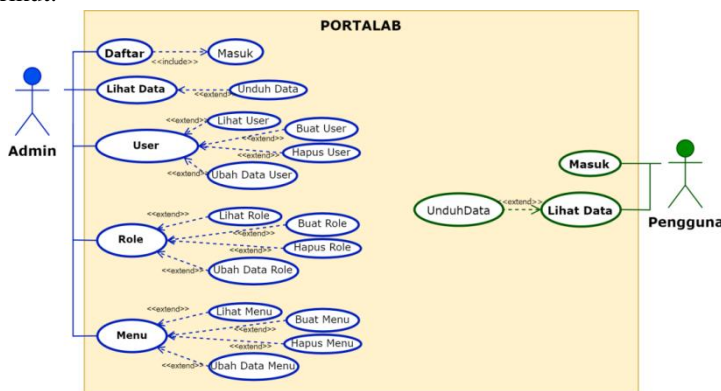 PORTALAB
Daftar
<<include>>
Masuk
Lihat Data
<<extend>>
Unduh Data
Admin
User
<<extend>>
Lihat User
<<extend>>
Buat User
<<extend>>
Hapus User
<<extend>>
Ubah Data User
Role
<<extend>>
Lihat Role
<<extend>>
Buat Role
<<extend>>
Hapus Role
<<extend>>
Ubah Data Role
Menu
<<extend>>
Lihat Menu
<<extend>>
Buat Menu
<<extend>>
Hapus Menu
<<extend>>
Ubah Data Menu
Masuk
UnduhData
<<extend>>
Lihat Data
Pengguna